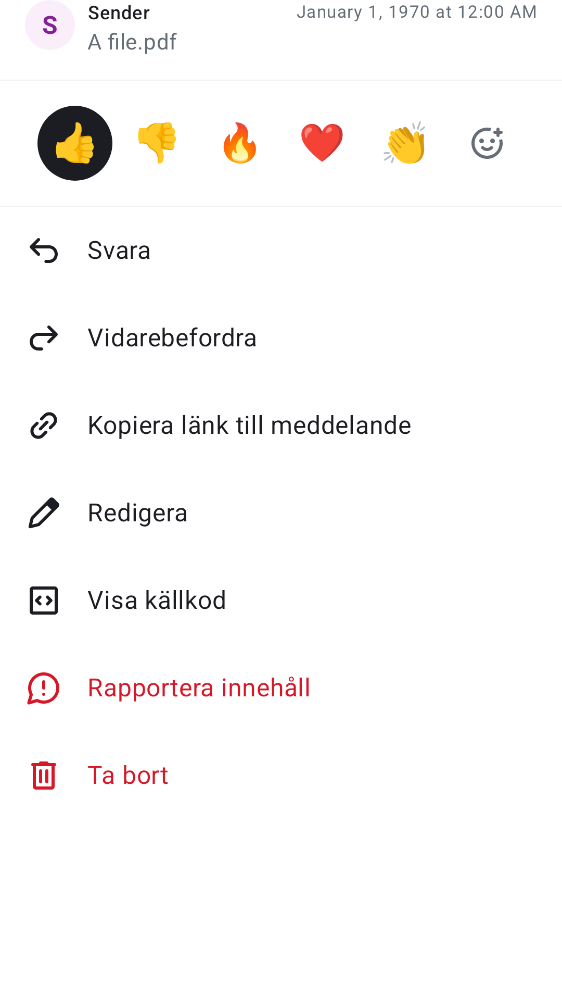 S
Sender
January 1, 1970 at 12:00 AM
A file.pdf
Svara
Vidarebefordra
Kopiera länk till meddelande
Redigera
Visa källkod
Rapportera innehåll
Ta bort